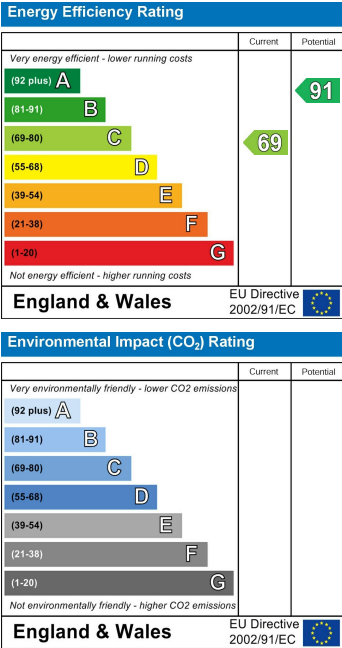 Energy Efficiency Rating
Current Potential
Very energy efficient - lower running costs
(92 plus) A
91
(81-91) B
(69-80) C
69
(55-68) D
(39-54) E
(21-38) F
(1-20) G
Not energy efficient - higher running costs
England & Wales
EU Directive
2002/91/EC
Environmental Impact (CO2) Rating
Current Potential
Very environmentally friendly - lower CO2 emissions
(92 plus) A
(81-91) B
(69-80) C
(55-68) D
(39-54) E
(21-38) F
(1-20) G
Not environmentally friendly - higher CO2 emissions
England & Wales
EU Directive
2002/91/EC